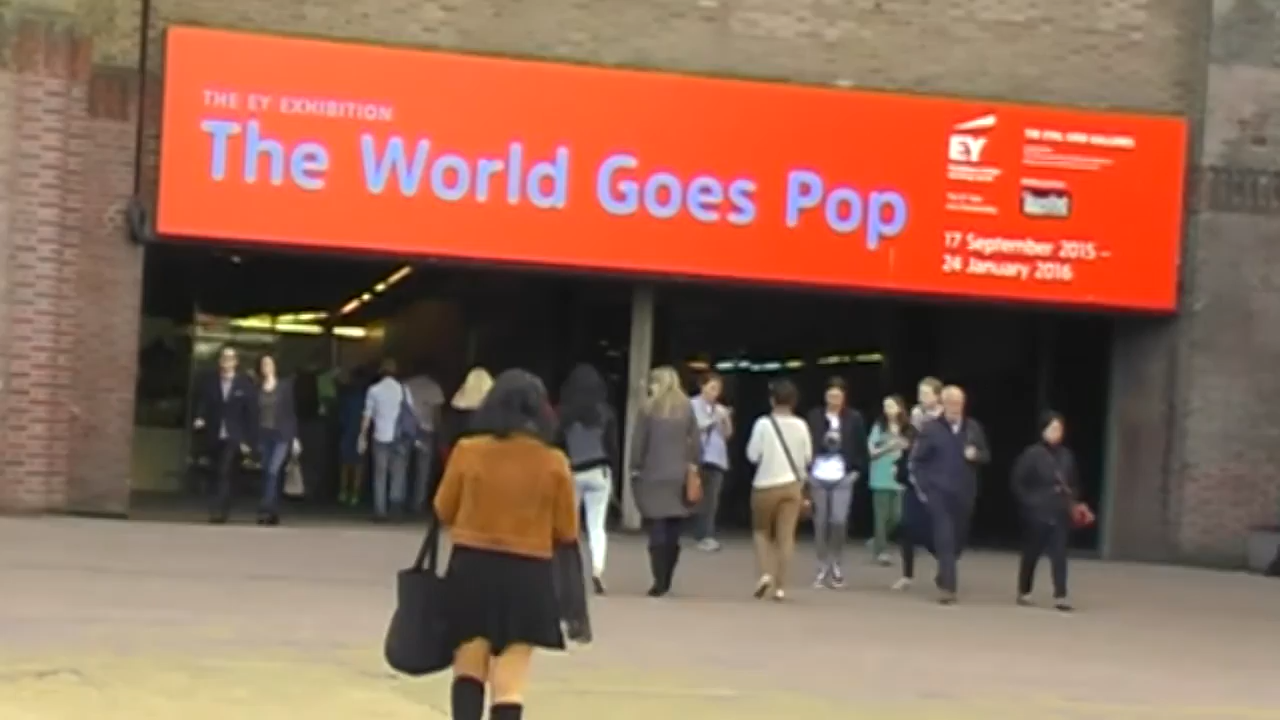 THE EY EXHIBITION
The World Goes Pop
EY
17 September 2015 –
24 January 2016